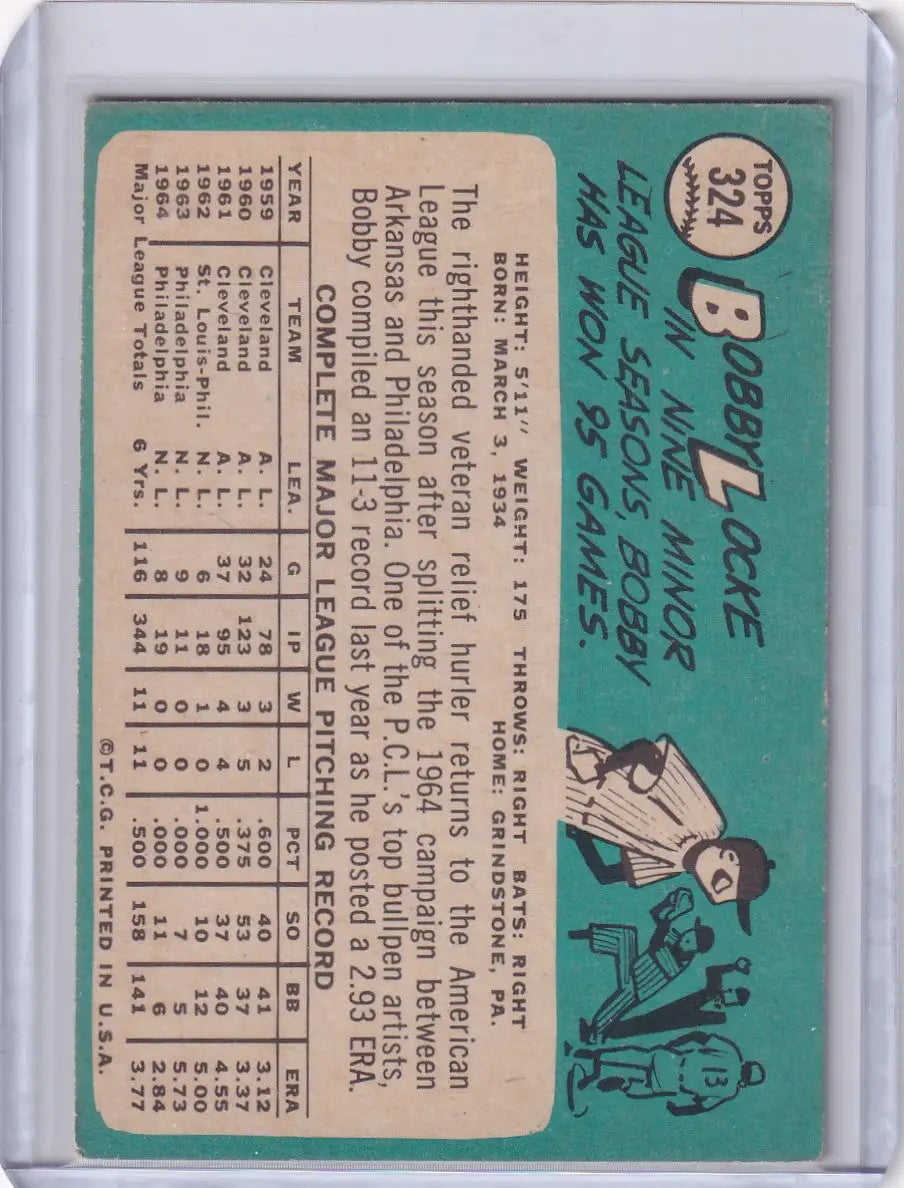 TOPPS
324
BOBBY LOCKE
IN NINE MINOR
LEAGUE SEASONS, BOBBY
HAS WON 95 GAMES.
13
HEIGHT: 5'11" WEIGHT: 175 THROWS: RIGHT BATS: RIGHT
BORN: MARCH 3, 1934 HOME: GRINDSTONE, PA.
The righthanded veteran relief hurler returns to the American
League this season after splitting the 1964 campaign between
Arkansas and Philadelphia. One of the P.C.L.'s top bullpen artists,
Bobby compiled an 11-3 record last year as he posted a 2.93 ERA.
COMPLETE MAJOR LEAGUE PITCHING RECORD
YEAR TEAM LEA. G IP W L PCT SO BB ERA
1959 Cleveland A. L. 24 78 3 2 .600 40 41 3.12
1960 Cleveland A. L. 32 123 3 5 .375 53 37 3.37
1961 Cleveland A. L. 37 95 4 4 .500 37 40 4.55
1962 St. Louis-Phil. N. L. 6 18 1 0 1.000 10 12 5.00
1963 Philadelphia N. L. 9 11 0 0 .000 7 5 5.73
1964 Philadelphia N. L. 8 19 0 0 .000 11 6 2.84
Major League Totals 6 Yrs. 116 344 11 11 .500 158 141 3.77
©T.C.G. PRINTED IN U.S.A.